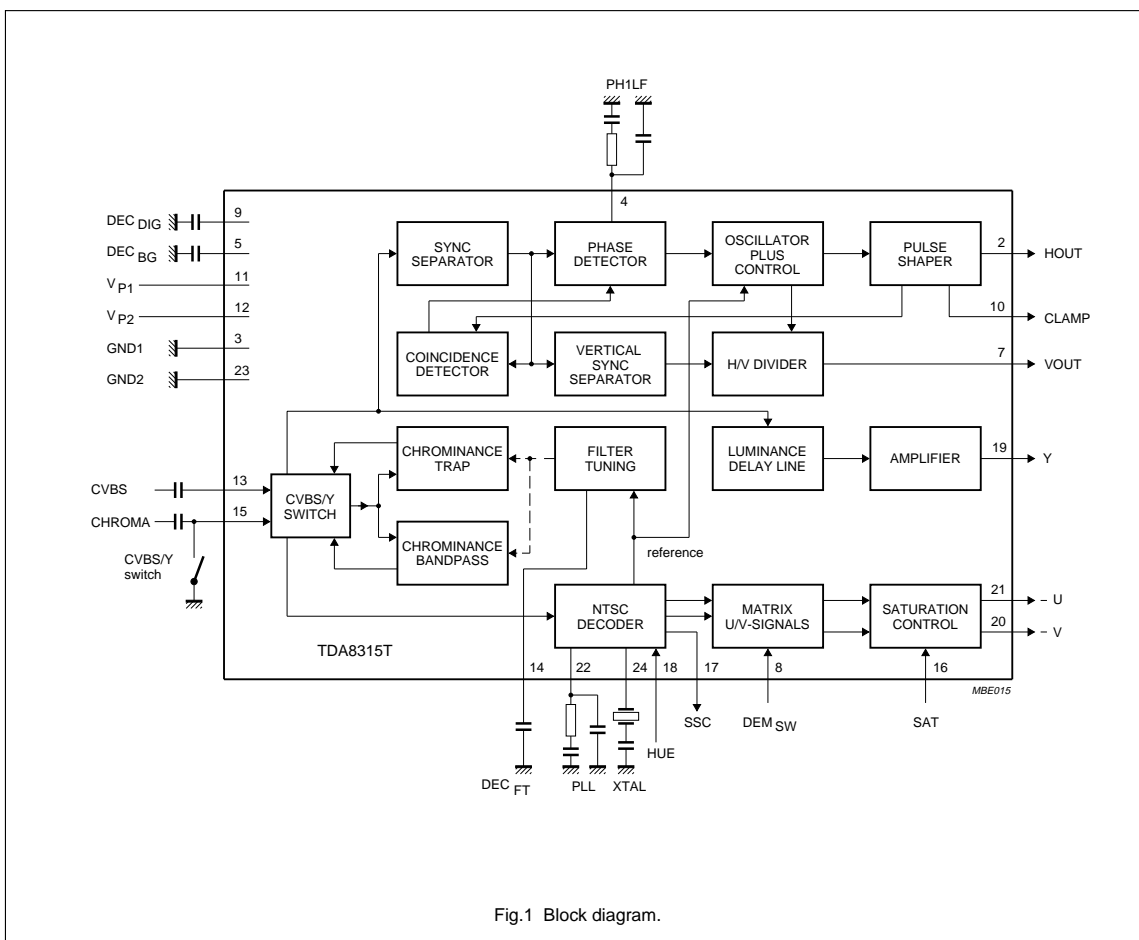 PH1LF
4
DEC DIG
9
DEC BG
5
V P1
11
V P2
12
GND1
3
GND2
23
SYNC
SEPARATOR
PHASE
DETECTOR
OSCILLATOR
PLUS
CONTROL
PULSE
SHAPER
2
HOUT
10
CLAMP
COINCIDENCE
DETECTOR
VERTICAL
SYNC
SEPARATOR
H/V DIVIDER
7
VOUT
CHROMINANCE
TRAP
FILTER
TUNING
LUMINANCE
DELAY LINE
AMPLIFIER
19
Y
CVBS
13
CHROMA
15
CVBS/Y
SWITCH
CVBS/Y
switch
CHROMINANCE
BANDPASS
reference
NTSC
DECODER
MATRIX
U/V-SIGNALS
SATURATION
CONTROL
21
– U
20
– V
TDA8315T
14
22
24
18
17
8
16
MBE015
SSC
DEM SW
SAT
HUE
DEC FT
PLL
XTAL
Fig.1 Block diagram.